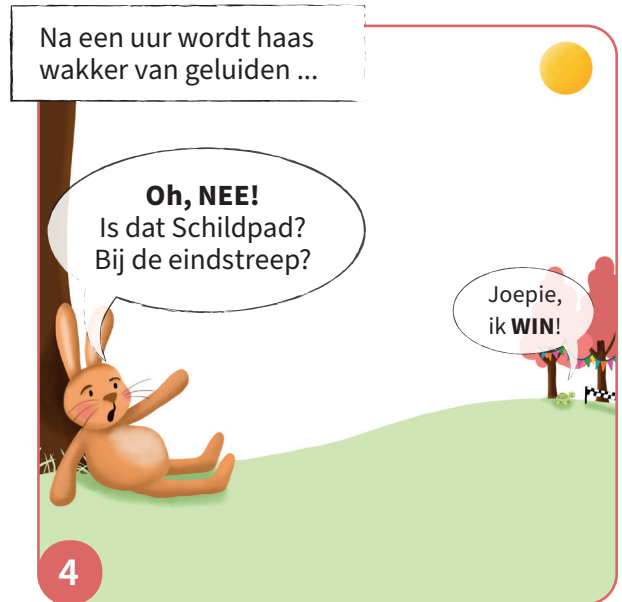 Na een uur wordt haas
wakker van geluiden ...
Oh, NEE!
Is dat Schildpad?
Bij de eindstreep?
Joepie,
ik WIN!
4